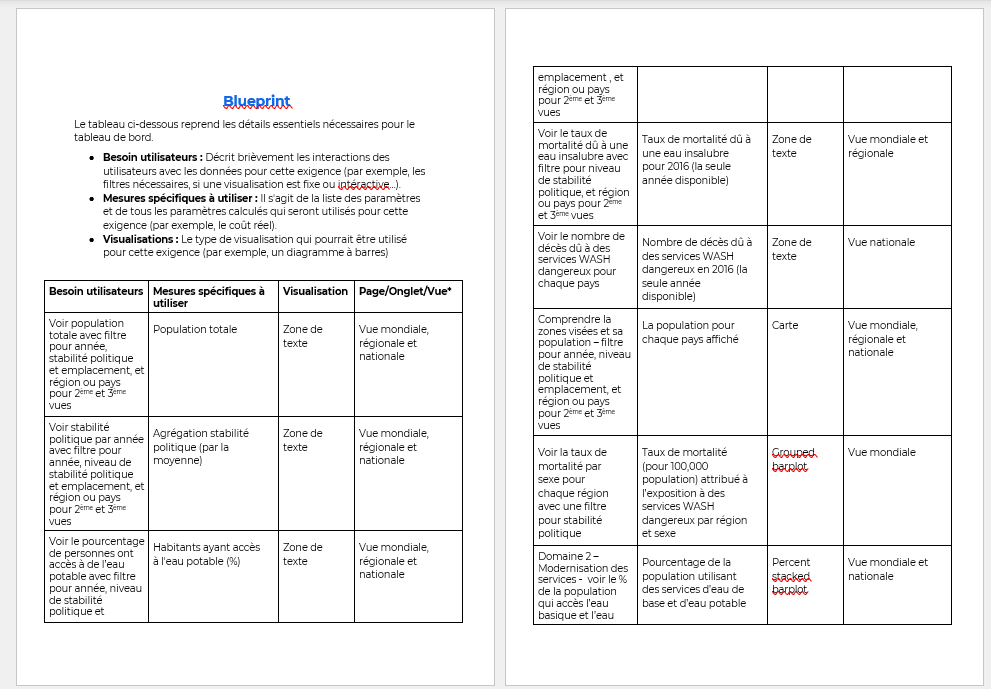 Blueprint
Le tableau ci-dessous reprend les détails essentiels nécessaires pour le
tableau de bord.
• Besoin utilisateurs : Décrit brièvement les interactions des
utilisateurs avec les données pour cette exigence (par exemple, les
filtres nécessaires, si une visualisation est fixe ou intéractive…).
• Mesures spécifiques à utiliser : Il s'agit de la liste des paramètres
et de tous les paramètres calculés qui seront utilisés pour cette
exigence (par exemple, le coût réel).
• Visualisations : Le type de visualisation qui pourrait être utilisé
pour cette exigence (par exemple, un diagramme à barres)
Besoin utilisateurs
Mesures spécifiques à
utiliser
Visualisation
Page/Onglet/Vue*
Voir population
totale avec filtre
pour année,
stabilité politique
et emplacement, et
région ou pays
pour 2ème et 3ème
vues
Population totale
Zone de
texte
Vue mondiale,
régionale et
nationale
Voir stabilité
politique par année
avec filtre pour
année, niveau de
stabilité politique
et emplacement, et
région ou pays
pour 2ème et 3ème
vues
Agrégation stabilité
politique (par la
moyenne)
Zone de
texte
Vue mondiale,
régionale et
nationale
Voir le pourcentage
de personnes ont
accès à de l'eau
potable avec filtre
pour année, niveau
de stabilité
politique et
Habitants ayant accès
à l'eau potable (%)
Zone de
texte
Vue mondiale,
régionale et
nationale
emplacement , et
région ou pays
pour 2ème et 3ème
vues
Voir le taux de
mortalité dû à une
eau insalubre avec
filtre pour niveau
de stabilité
politique, et région
ou pays pour 2ème
et 3ème vues
Taux de mortalité dû à
une eau insalubre
pour 2016 (la seule
année disponible)
Zone de
texte
Vue mondiale et
régionale
Voir le nombre de
décès dû à des
services WASH
dangereux pour
chaque pays
Nombre de décès dû à
des services WASH
dangereux en 2016 (la
seule année
disponible)
Zone de
texte
Vue nationale
Comprendre la
zones visées et sa
population – filtre
pour année, niveau
de stabilité
politique et
emplacement, et
région ou pays
pour 2ème et 3ème
vues
La population pour
chaque pays affiché
Carte
Vue mondiale,
régionale et
nationale
Voir la taux de
mortalité par
sexe pour
chaque région
avec une filtre
pour stabilité
politique
Taux de mortalité
(pour 100,000
population) attribué à
l'exposition à des
services WASH
dangereux par région
et sexe
Grouped
barplot
Vue mondiale
Domaine 2 –
Modernisation des
services - voir le %
de la population
qui accès l'eau
basique et l'eau
Pourcentage de la
population utilisant
des services d'eau de
base et d'eau potable
Percent
stacked
barplot
Vue mondiale et
nationale